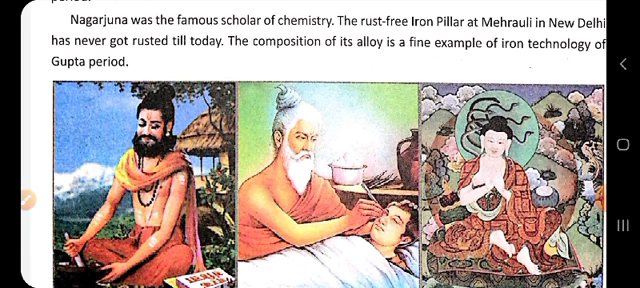 Nagarjuna was the famous scholar of chemistry. The rust-free Iron Pillar at Mehrauli in New Delhi
has never got rusted till today. The composition of its alloy is a fine example of iron technology of
Gupta period.